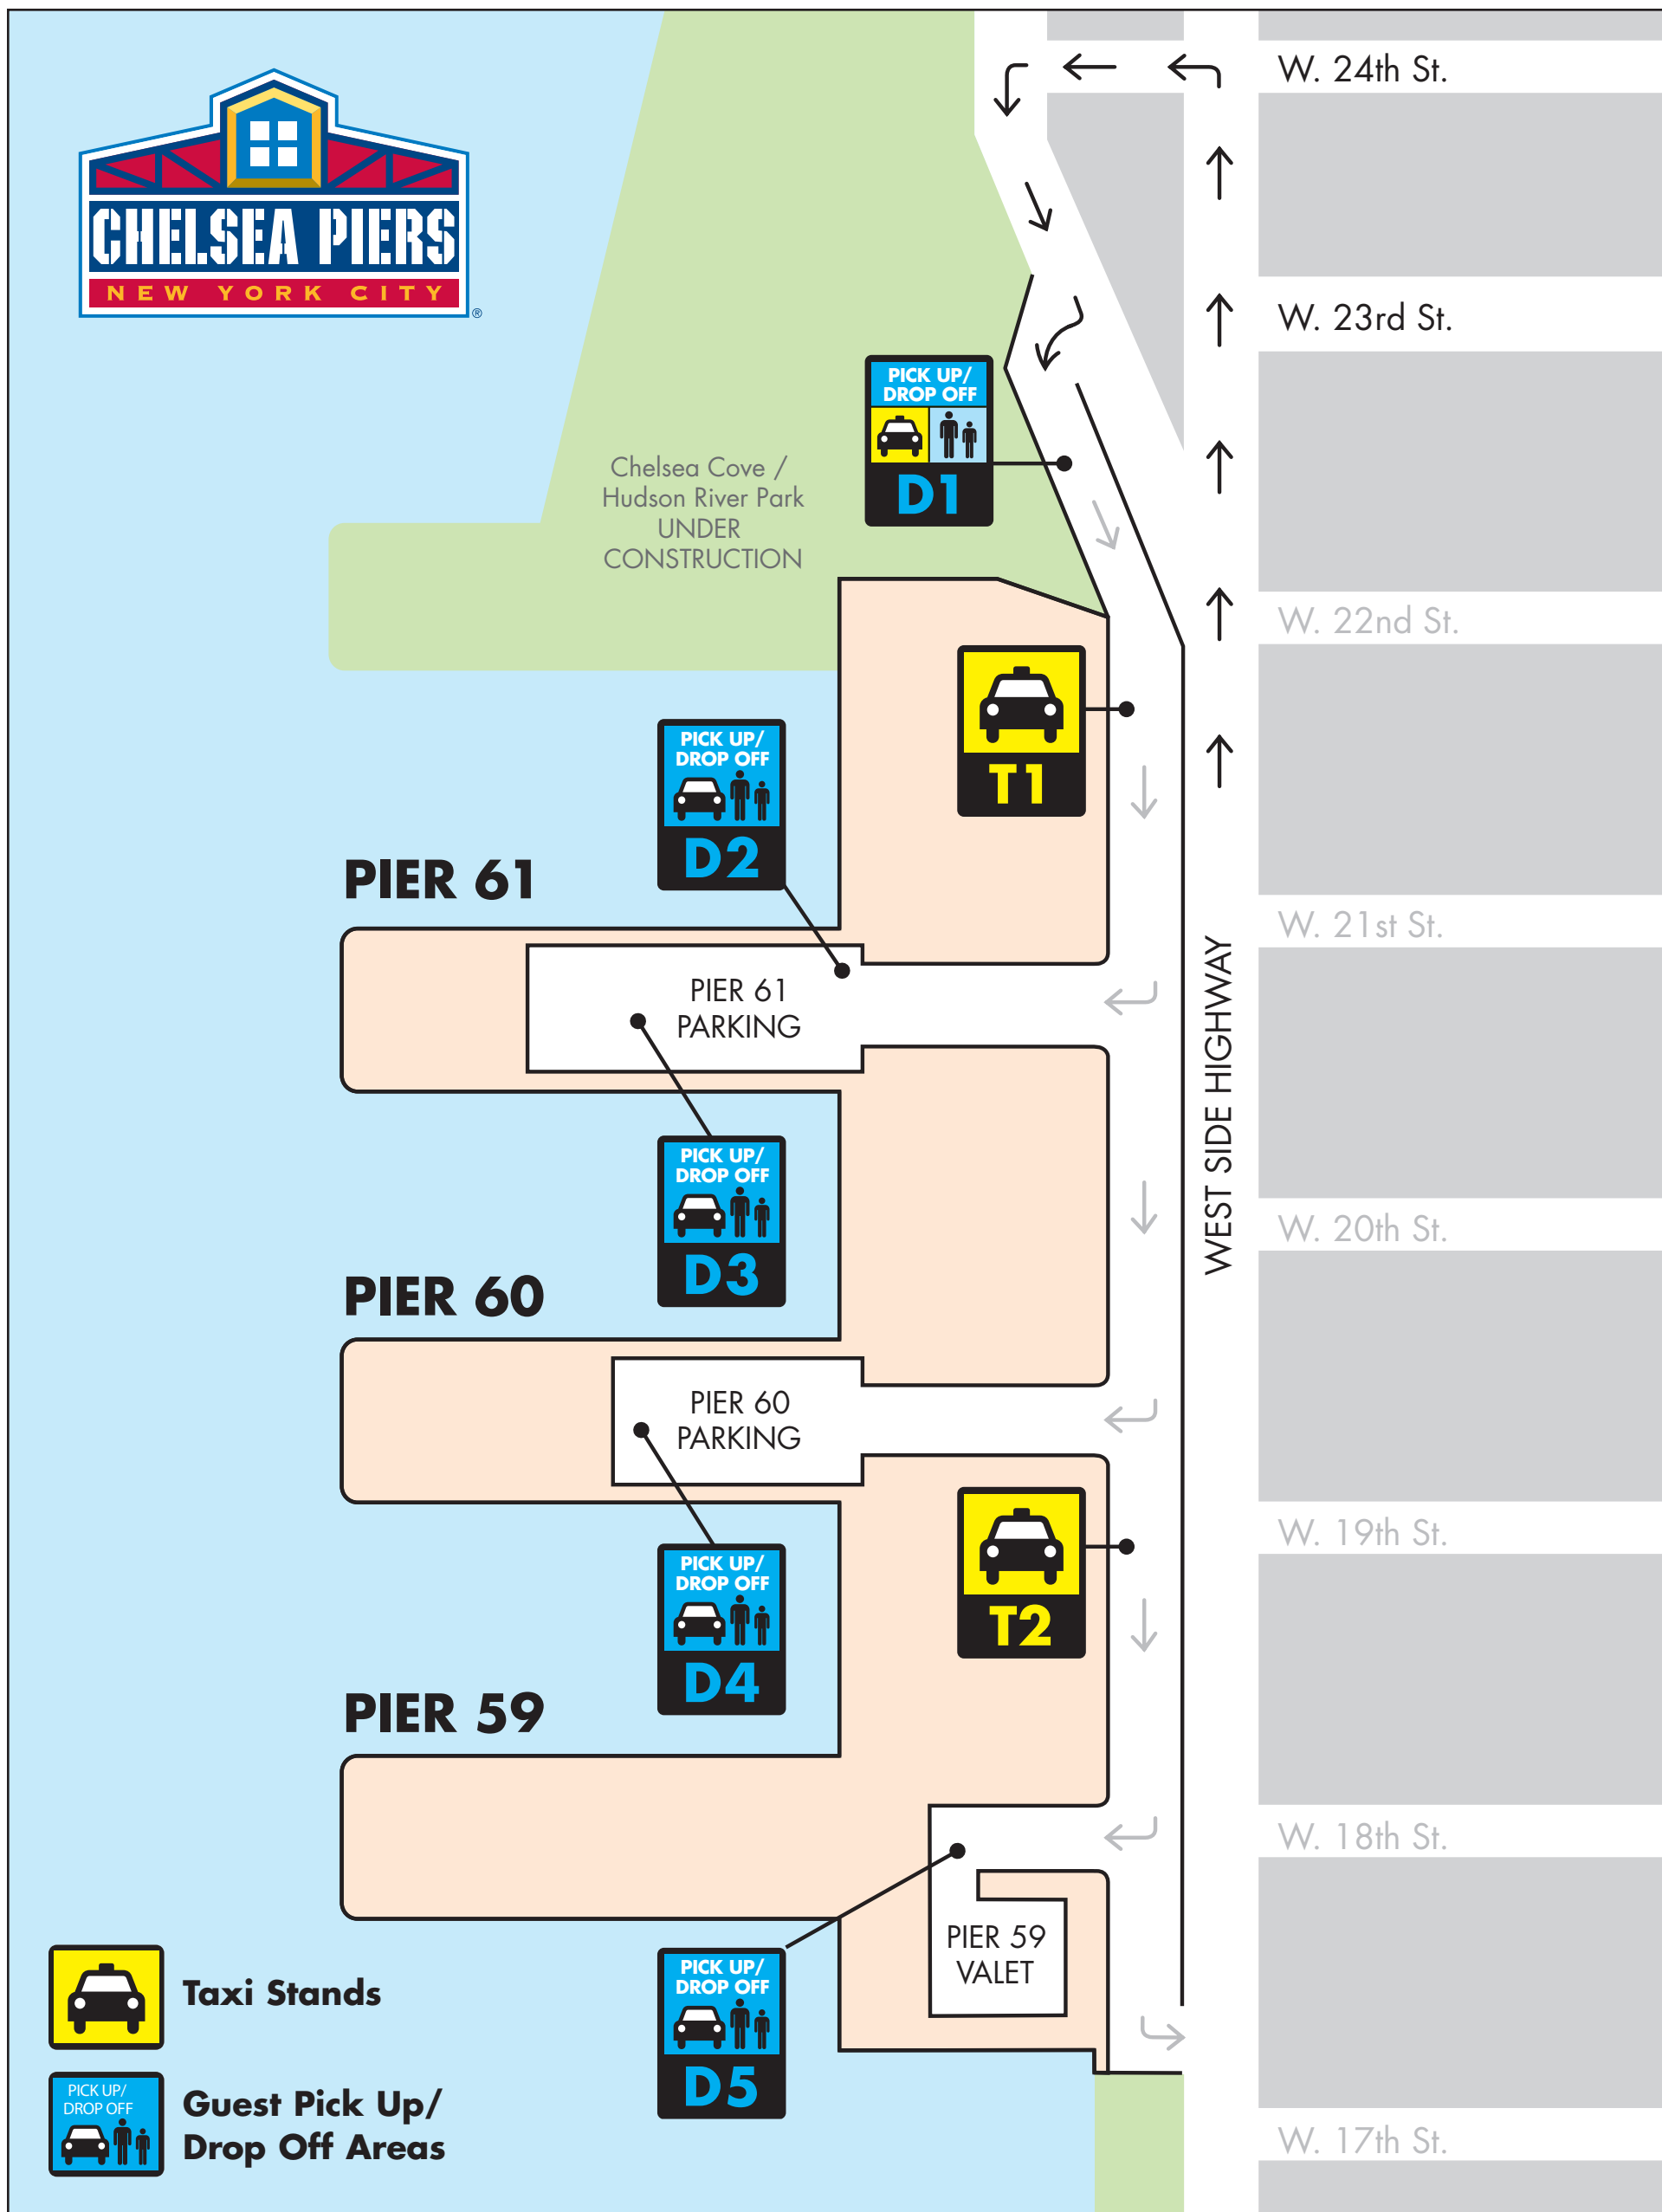 CHELSEA PIERS
NEW YORK CITY
®
W. 24th St.
W. 23rd St.
PICK UP/
DROP OFF
D1
Chelsea Cove /
Hudson River Park
UNDER
CONSTRUCTION
W. 22nd St.
T1
PICK UP/
DROP OFF
D2
PIER 61
W. 21st St.
PIER 61
PARKING
WEST SIDE HIGHWAY
PICK UP/
DROP OFF
D3
W. 20th St.
PIER 60
PIER 60
PARKING
W. 19th St.
T2
PICK UP/
DROP OFF
D4
PIER 59
W. 18th St.
PIER 59
VALET
PICK UP/
DROP OFF
D5
Taxi Stands
PICK UP/
DROP OFF
Guest Pick Up/
Drop Off Areas
W. 17th St.